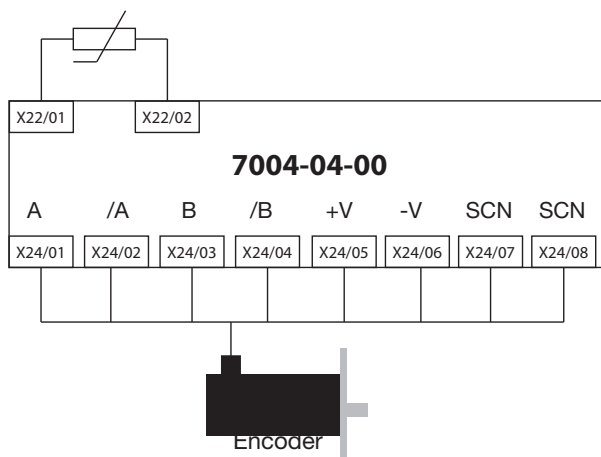 X22/01 X22/02
7004-04-00
A /A B /B +V -V SCN SCN
X24/01 X24/02 X24/03 X24/04 X24/05 X24/06 X24/07 X24/08
Encoder